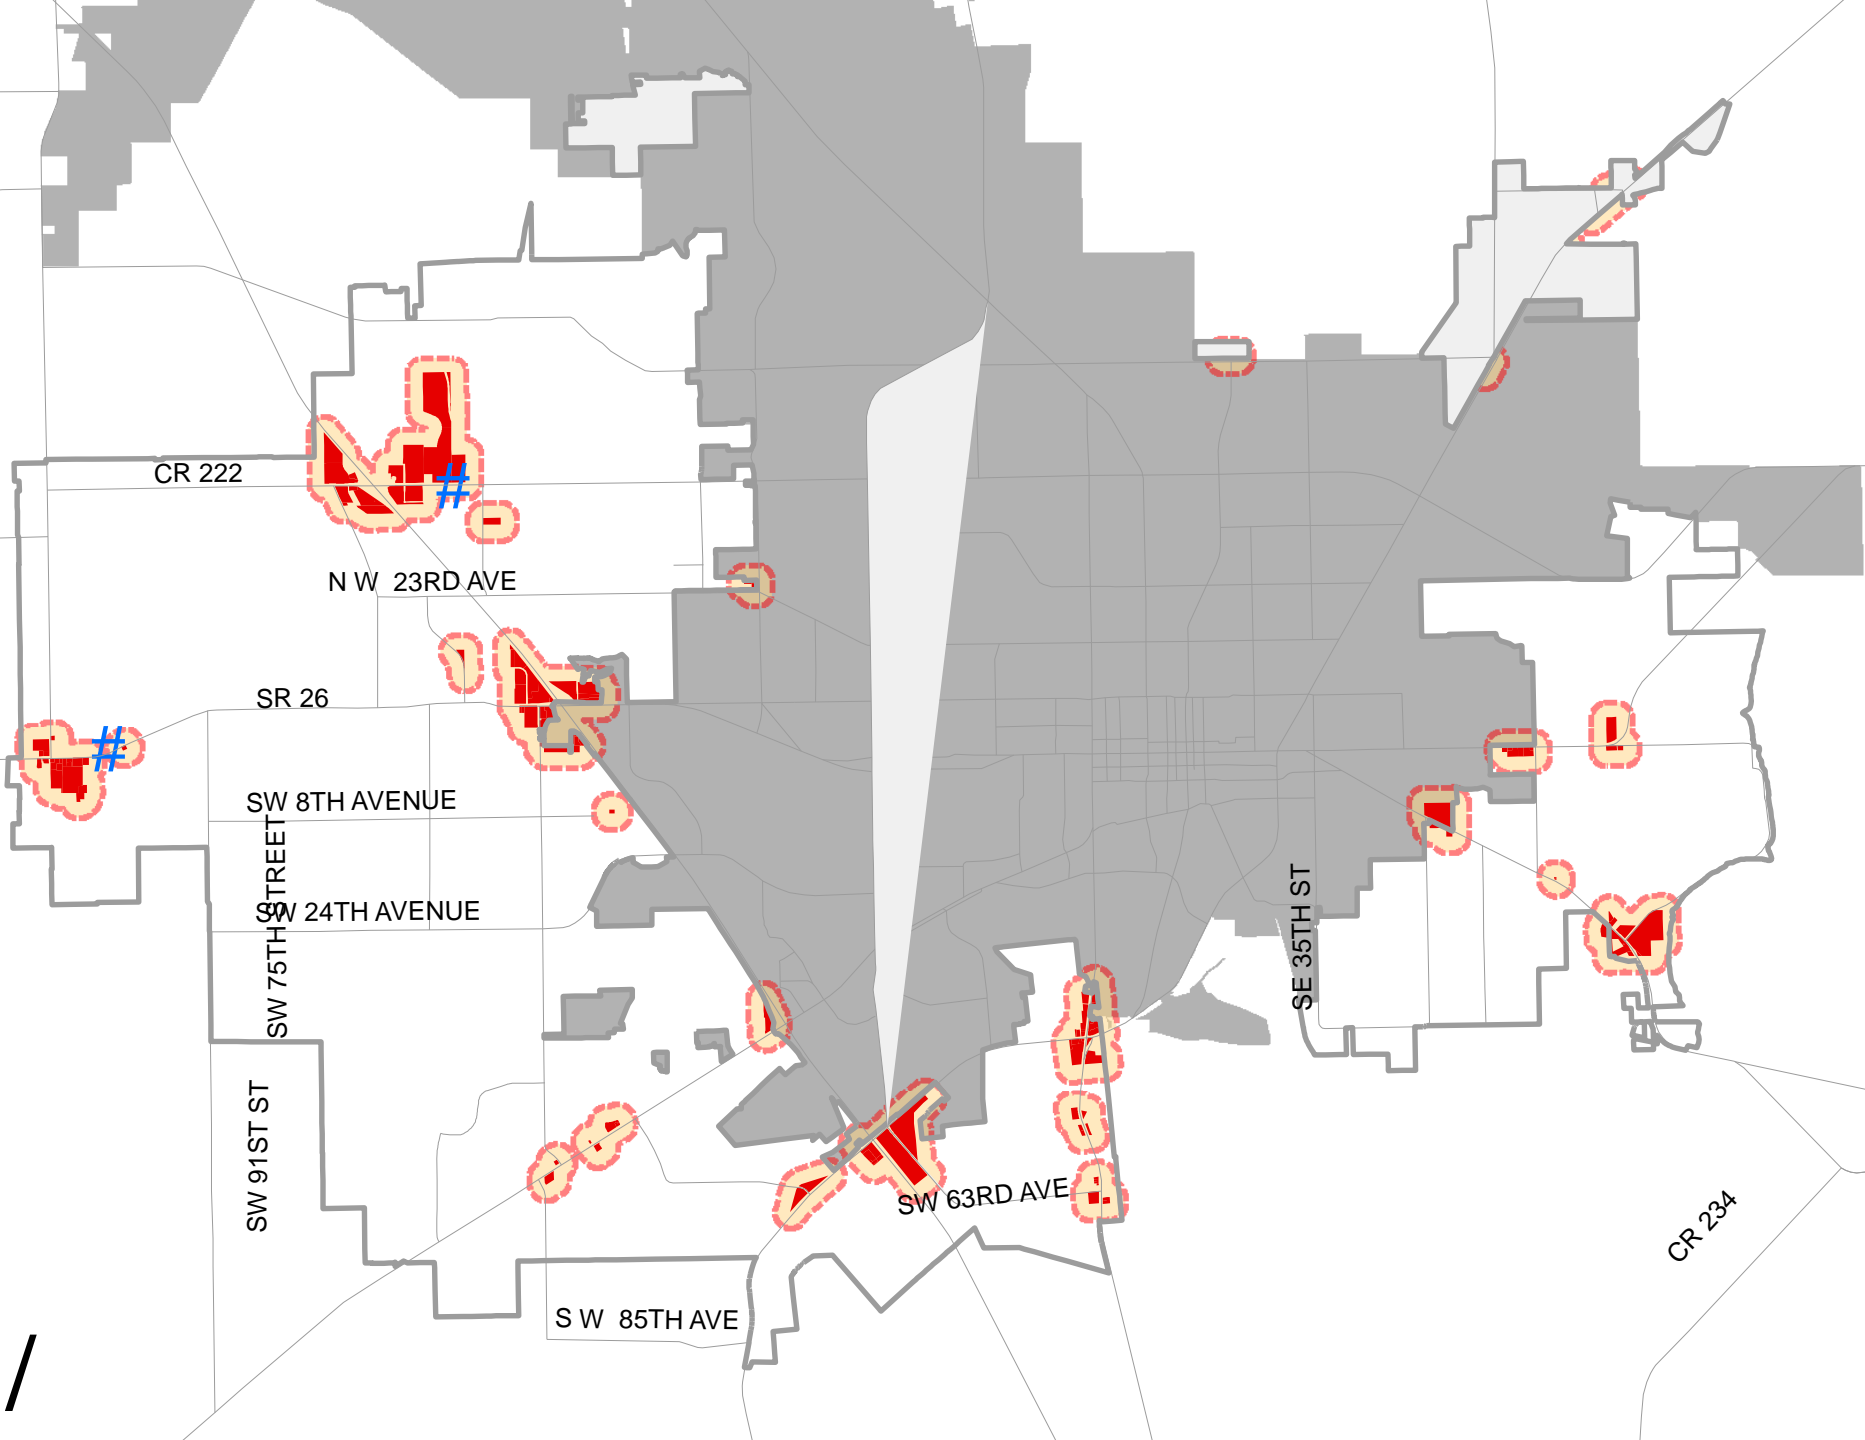 CR 222
#
N W  23RD AVE
SR 26
#
SW 8TH AVENUE
SW 75TH STREET
SW 24TH AVENUE
SE 35TH ST
SW 91ST ST
SW 63RD AVE
CR 234
S W  85TH AVE
/